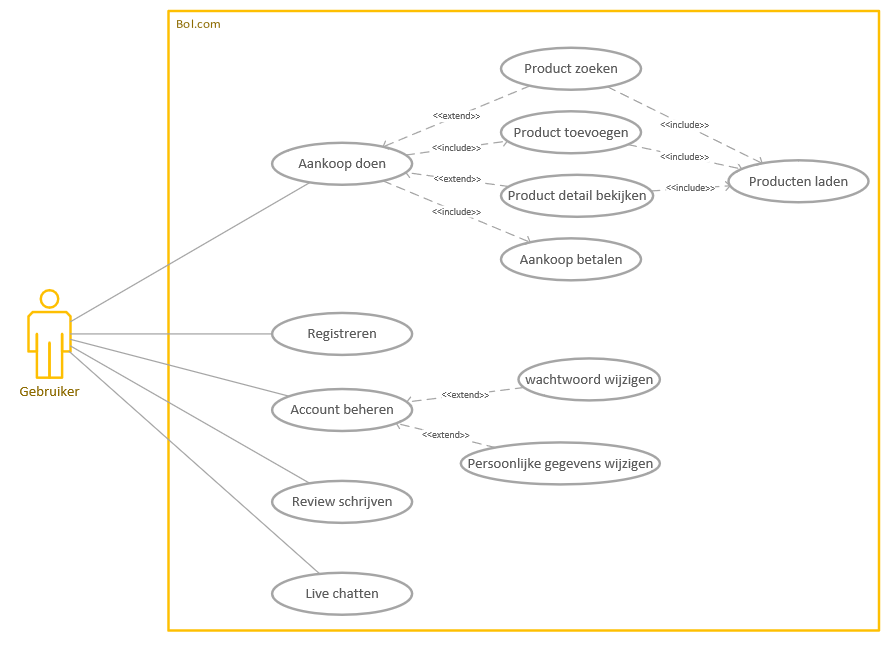 Bol.com
Product zoeken
<<extend>>
<<include>>
Product toevoegen
<<include>>
Aankoop doen
<<include>>
<<extend>>
Producten laden
<<include>>
Product detail bekijken
<<include>>
Aankoop betalen
Registreren
Gebruiker
wachtwoord wijzigen
<<extend>>
Account beheren
<<extend>>
Persoonlijke gegevens wijzigen
Review schrijven
Live chatten